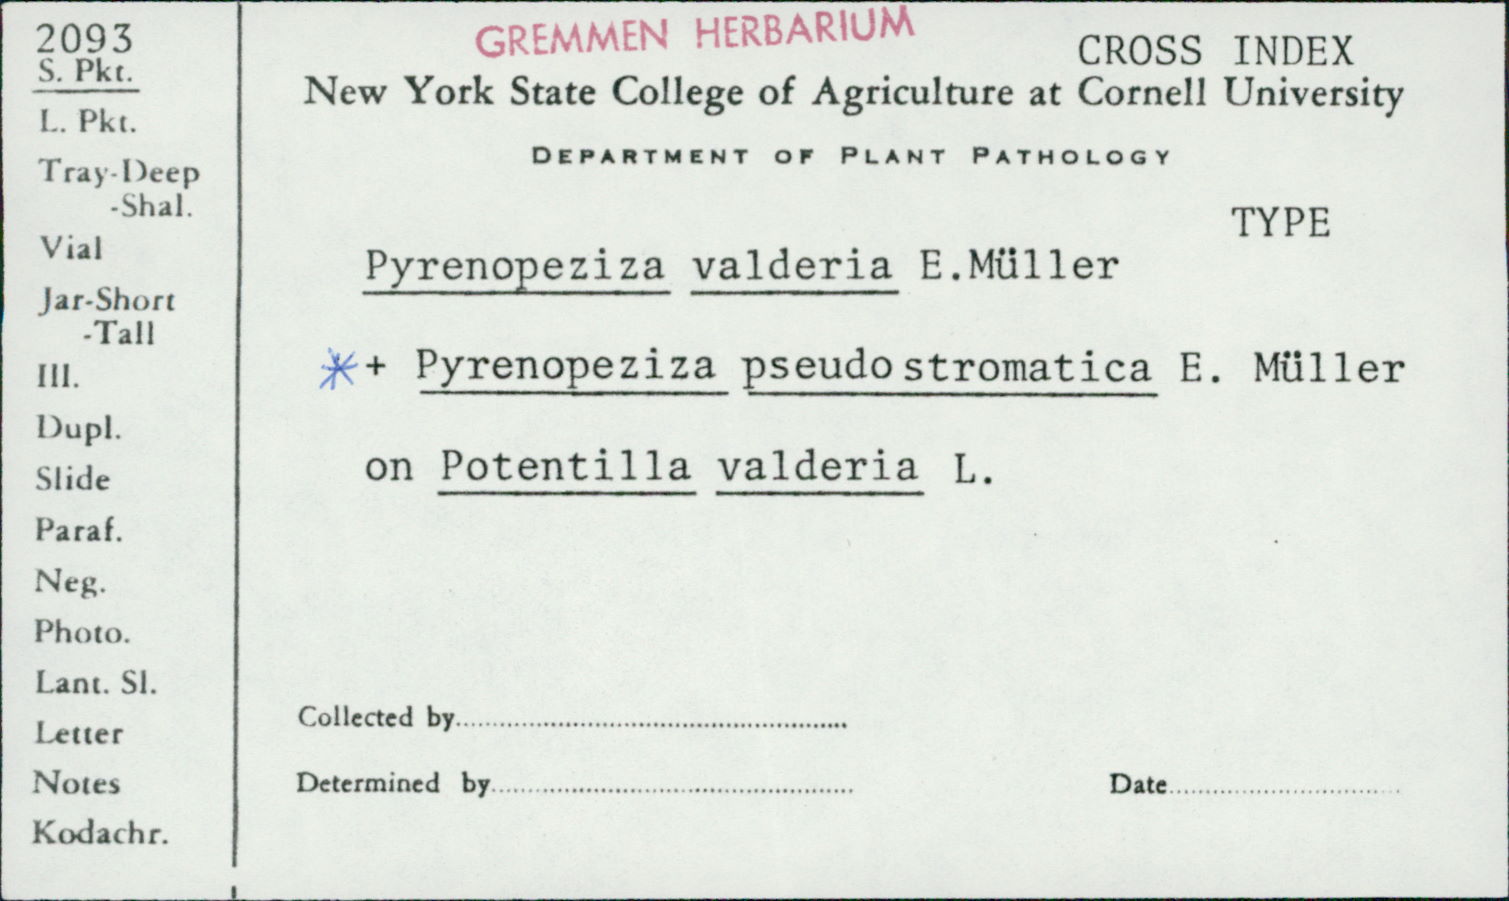 2093
S. Pkt.
L. Pkt.
Tray-Deep
-Shal.
Vial
Jar-Short
-Tall
Ill.
Dupl.
Slide
Paraf.
Neg.
Photo.
Lant. Sl.
Letter
Notes
Kodachr.
GREMMEN HERBARIUM
CROSS INDEX
New York State College of Agriculture at Cornell University
DEPARTMENT OF PLANT PATHOLOGY
TYPE
Pyrenopeziza valderia E.Müller
*+ Pyrenopeziza pseudostromatica E. Müller
on Potentilla valderia L.
Collected by
Determined by Date